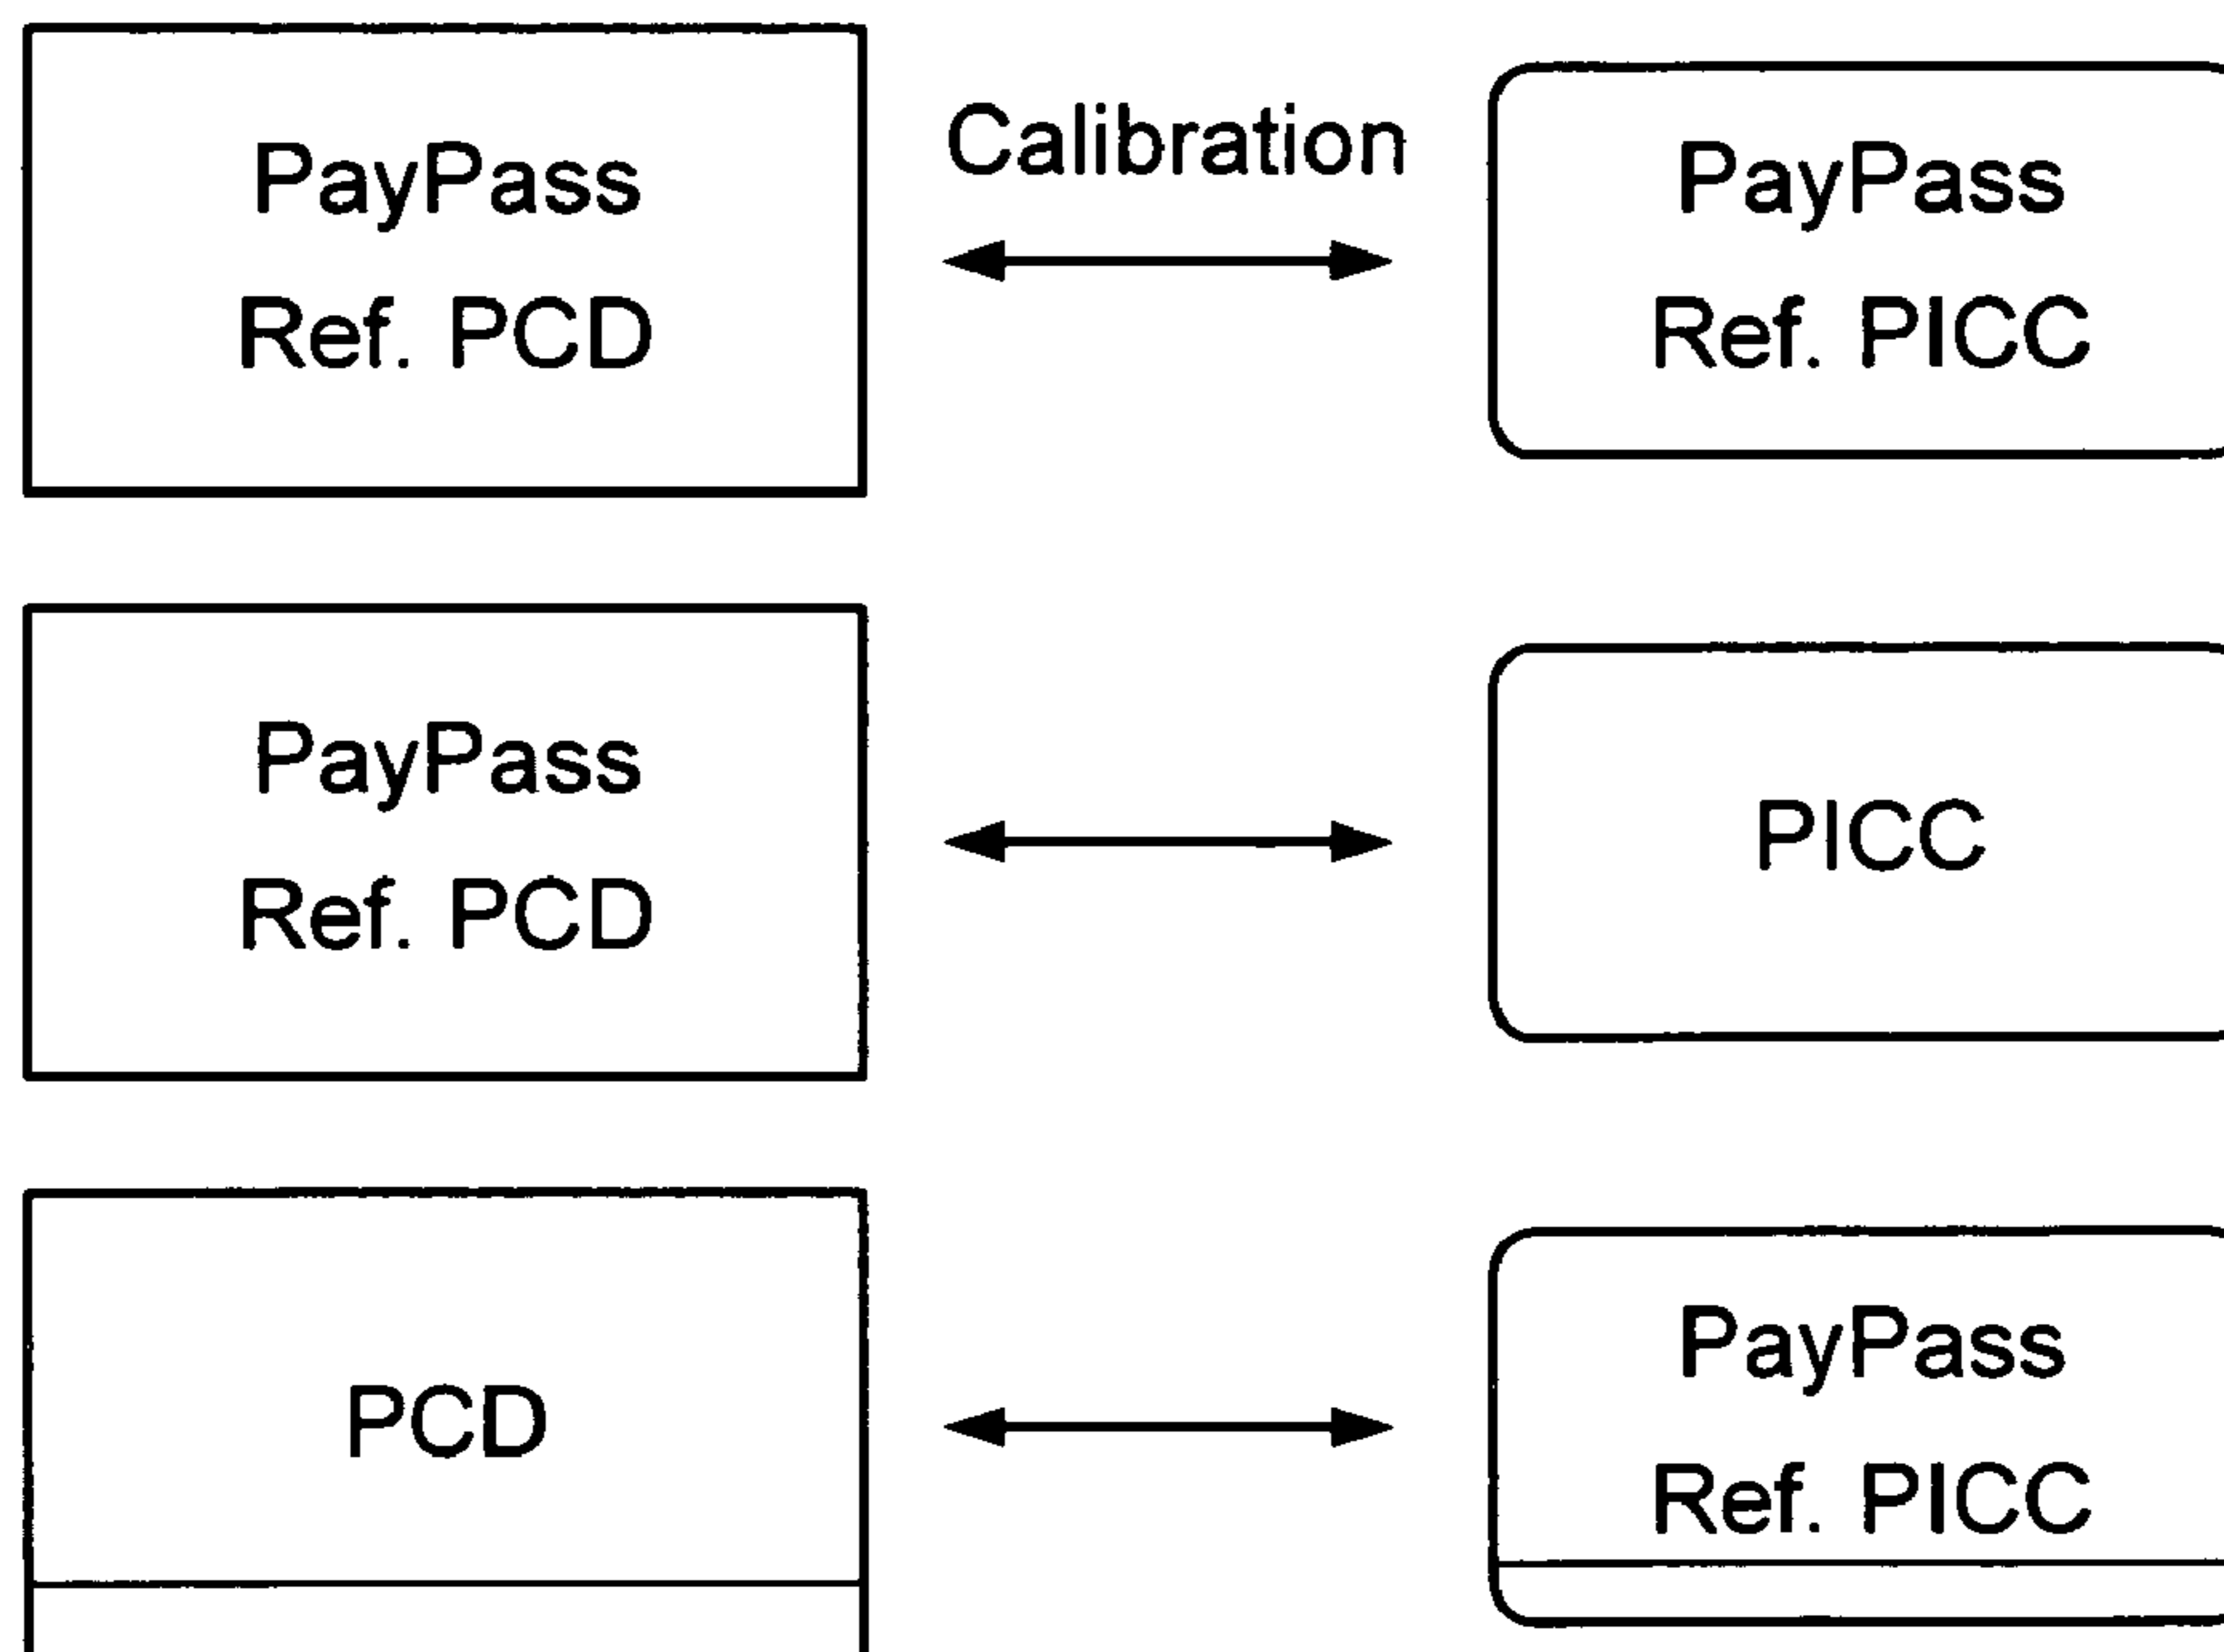 PayPass
Ref. PCD
Calibration
PayPass
Ref. PICC
PayPass
Ref. PCD
PICC
PCD
PayPass
Ref. PICC